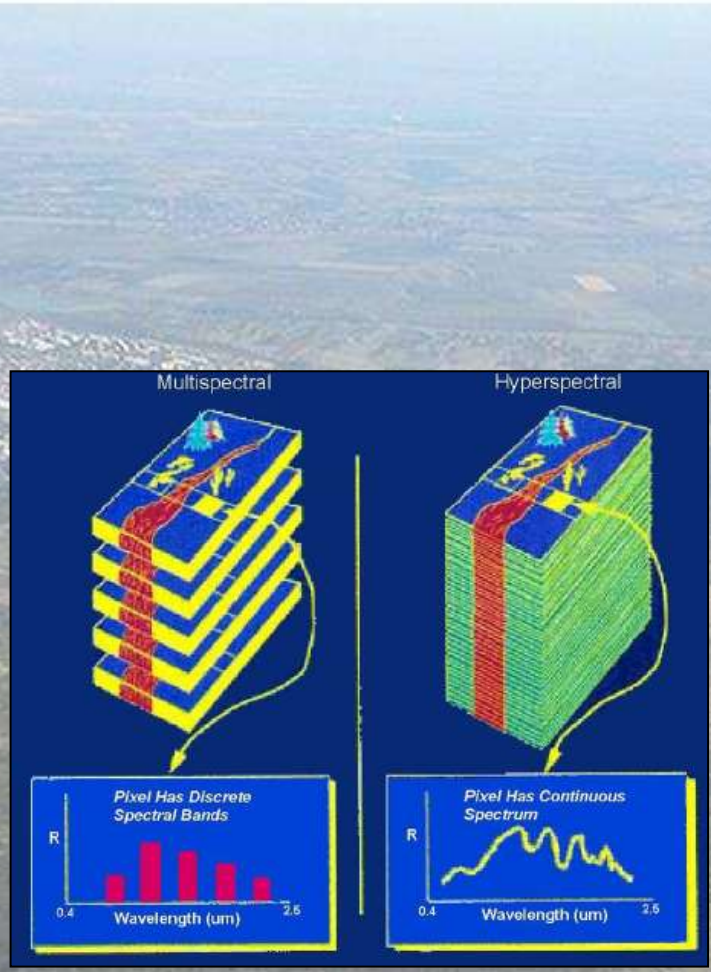 Multispectral
Hyperspectral
Pixel Has Discrete
Spectral Bands
R
0.4
Wavelength (um)
2.5
Pixel Has Continuous
Spectrum
R
0.4
Wavelength (um)
2.5